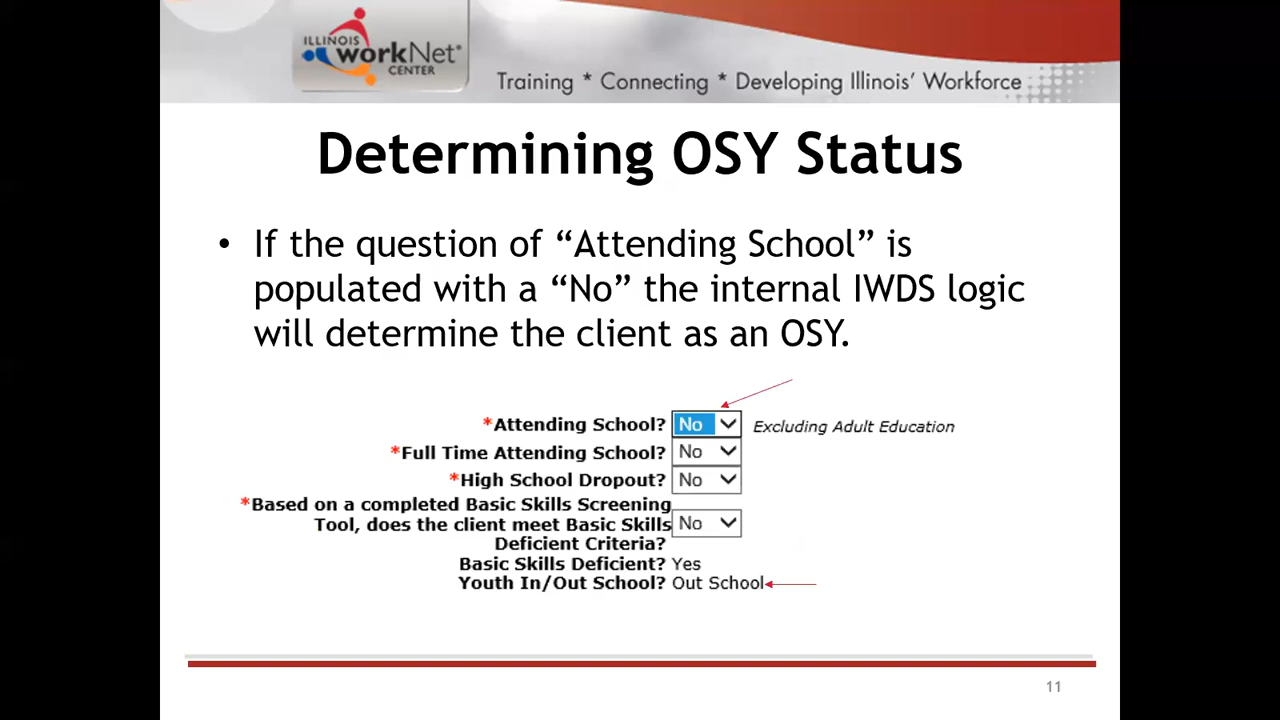 ILLINOIS
workNet®
CENTER
Training * Connecting * Developing Illinois’ Workforce
Determining OSY Status
• If the question of “Attending School” is
populated with a “No” the internal IWDS logic
will determine the client as an OSY.
*Attending School? No Excluding Adult Education
*Full Time Attending School? No
*High School Dropout? No
*Based on a completed Basic Skills Screening
Tool, does the client meet Basic Skills No
Deficient Criteria?
Basic Skills Deficient? Yes
Youth In/Out School? Out School
11